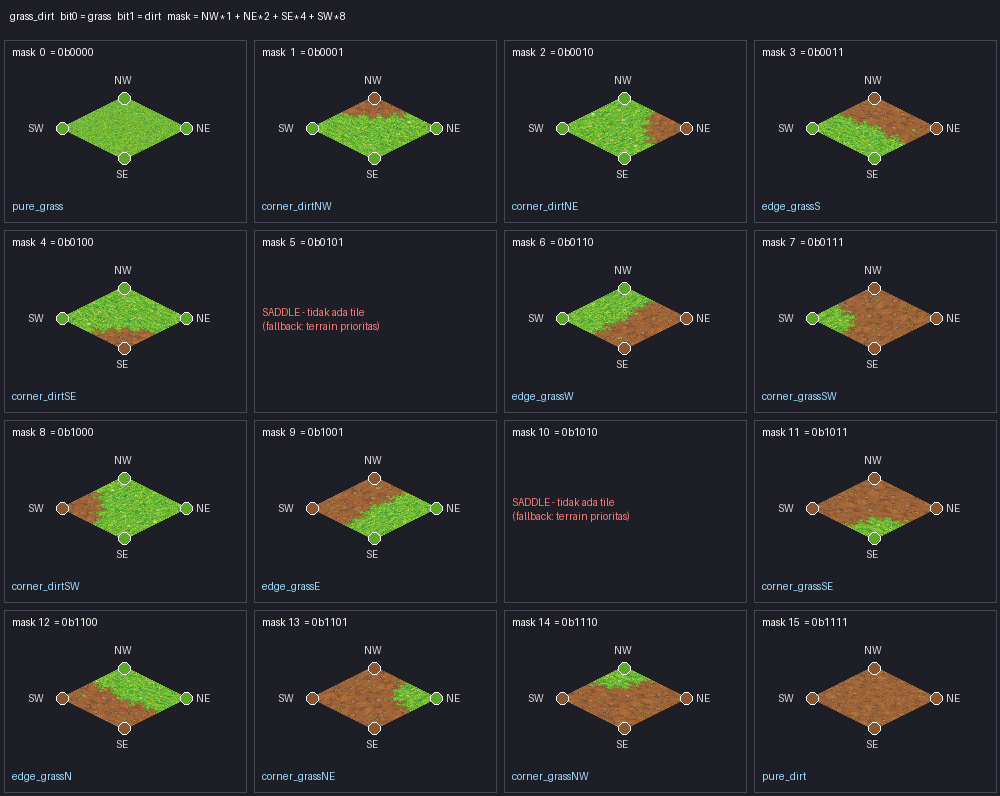 grass_dirt bit0 = grass bit1 = dirt mask = NW*1 + NE*2 + SE*4 + SW*8
mask 0 = 0b0000
NW
SW
NE
SE
pure_grass
mask 1 = 0b0001
NW
SW
NE
SE
corner_dirtNW
mask 2 = 0b0010
NW
SW
NE
SE
corner_dirtNE
mask 3 = 0b0011
NW
SW
NE
SE
edge_grassS
mask 4 = 0b0100
NW
SW
NE
SE
corner_dirtSE
mask 5 = 0b0101
SADDLE - tidak ada tile
(fallback: terrain prioritas)
mask 6 = 0b0110
NW
SW
NE
SE
edge_grassW
mask 7 = 0b0111
NW
SW
NE
SE
corner_grassSW
mask 8 = 0b1000
NW
SW
NE
SE
corner_dirtSW
mask 9 = 0b1001
NW
SW
NE
SE
edge_grassE
mask 10 = 0b1010
SADDLE - tidak ada tile
(fallback: terrain prioritas)
mask 11 = 0b1011
NW
SW
NE
SE
corner_grassSE
mask 12 = 0b1100
NW
SW
NE
SE
edge_grassN
mask 13 = 0b1101
NW
SW
NE
SE
corner_grassNE
mask 14 = 0b1110
NW
SW
NE
SE
corner_grassNW
mask 15 = 0b1111
NW
SW
NE
SE
pure_dirt